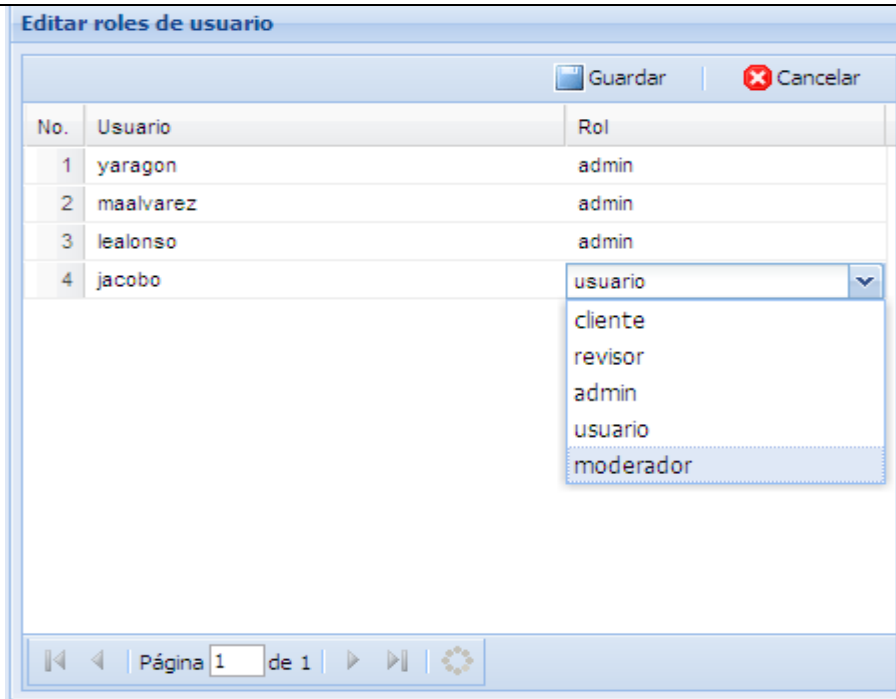 Editar roles de usuario
Guardar Cancelar
No. Usuario Rol
1 yaragon admin
2 maalvarez admin
3 lealonso admin
4 jacobo usuario
cliente
revisor
admin
usuario
moderador
Página 1 de 1